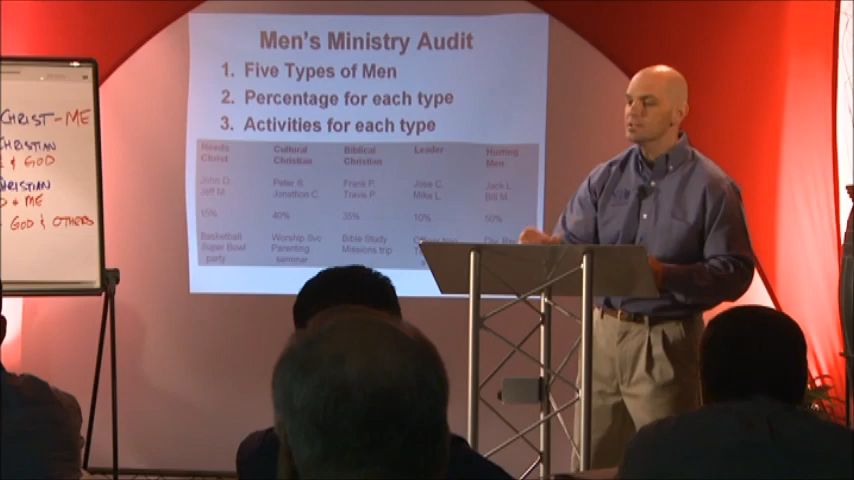 CHRIST-ME
CHRISTIAN
& GOD
CHRISTIAN
+ ME
GOD & OTHERS
Men's Ministry Audit
1. Five Types of Men
2. Percentage for each type
3. Activities for each type
Needs Christ
Cultural Christian
Biblical Christian
Leader
Hurting Men
John D.
Jeff M.
Peter B.
Jonathon C.
Frank P.
Travis P.
Jose C.
Mike L.
Jack L.
Bill M.
15%
40%
35%
10%
50%
Basketball
Super Bowl
party
Worship Svc
Parenting
seminar
Bible Study
Missions trip